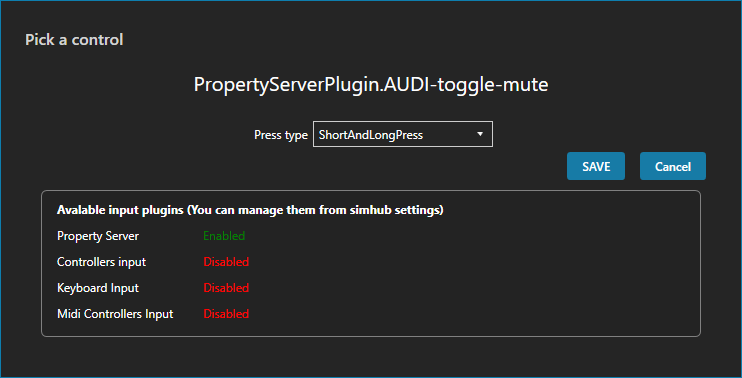 Pick a control
PropertyServerPlugin.AUDI-toggle-mute
Press type ShortAndLongPress
SAVE Cancel
Avalable input plugins (You can manage them from simhub settings)
Property Server Enabled
Controllers input Disabled
Keyboard Input Disabled
Midi Controllers Input Disabled